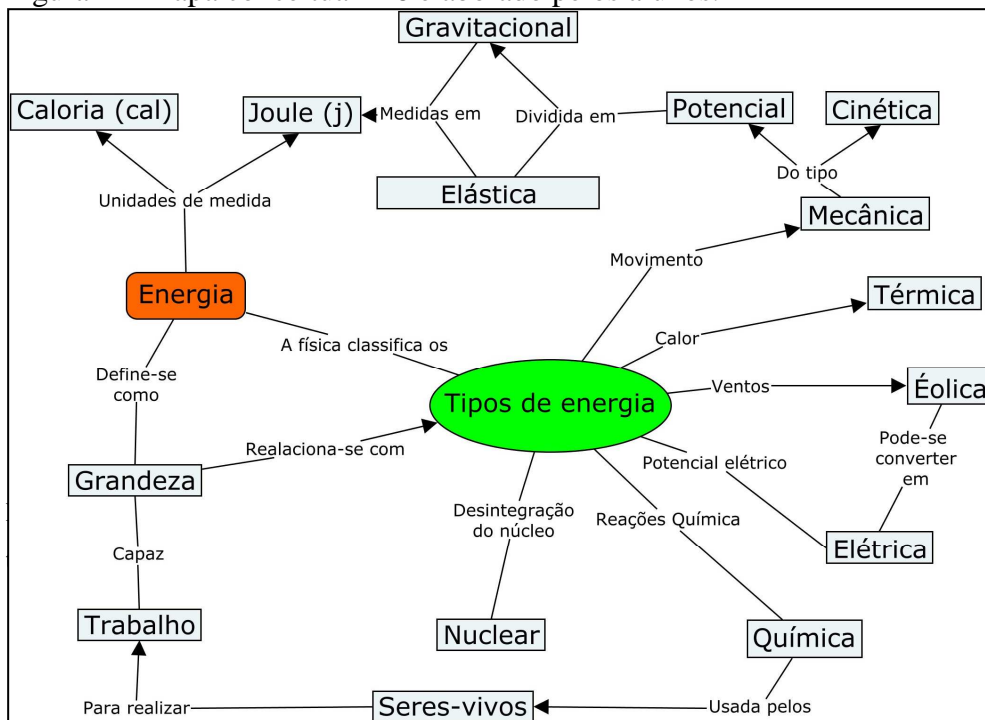 Gravitacional
Caloria (cal)
Joule (j)
Medidas em
Dividida em
Potencial
Cinética
Do tipo
Elástica
Mecânica
Unidades de medida
Movimento
Energia
Térmica
A física classifica os
Calor
Define-se
como
Tipos de energia
Ventos
Éolica
Realaciona-se com
Pode-se
converter
em
Potencial elétrico
Grandeza
Desintegração
do núcleo
Reações Química
Elétrica
Capaz
Trabalho
Nuclear
Química
Para realizar
Seres-vivos
Usada pelos